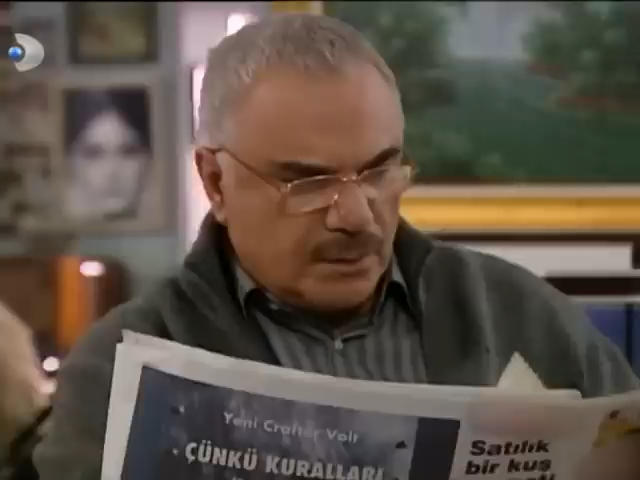 Yeni Crafter Volt
ÇÜNKÜ KURALLARI
Satılık
bir kuş